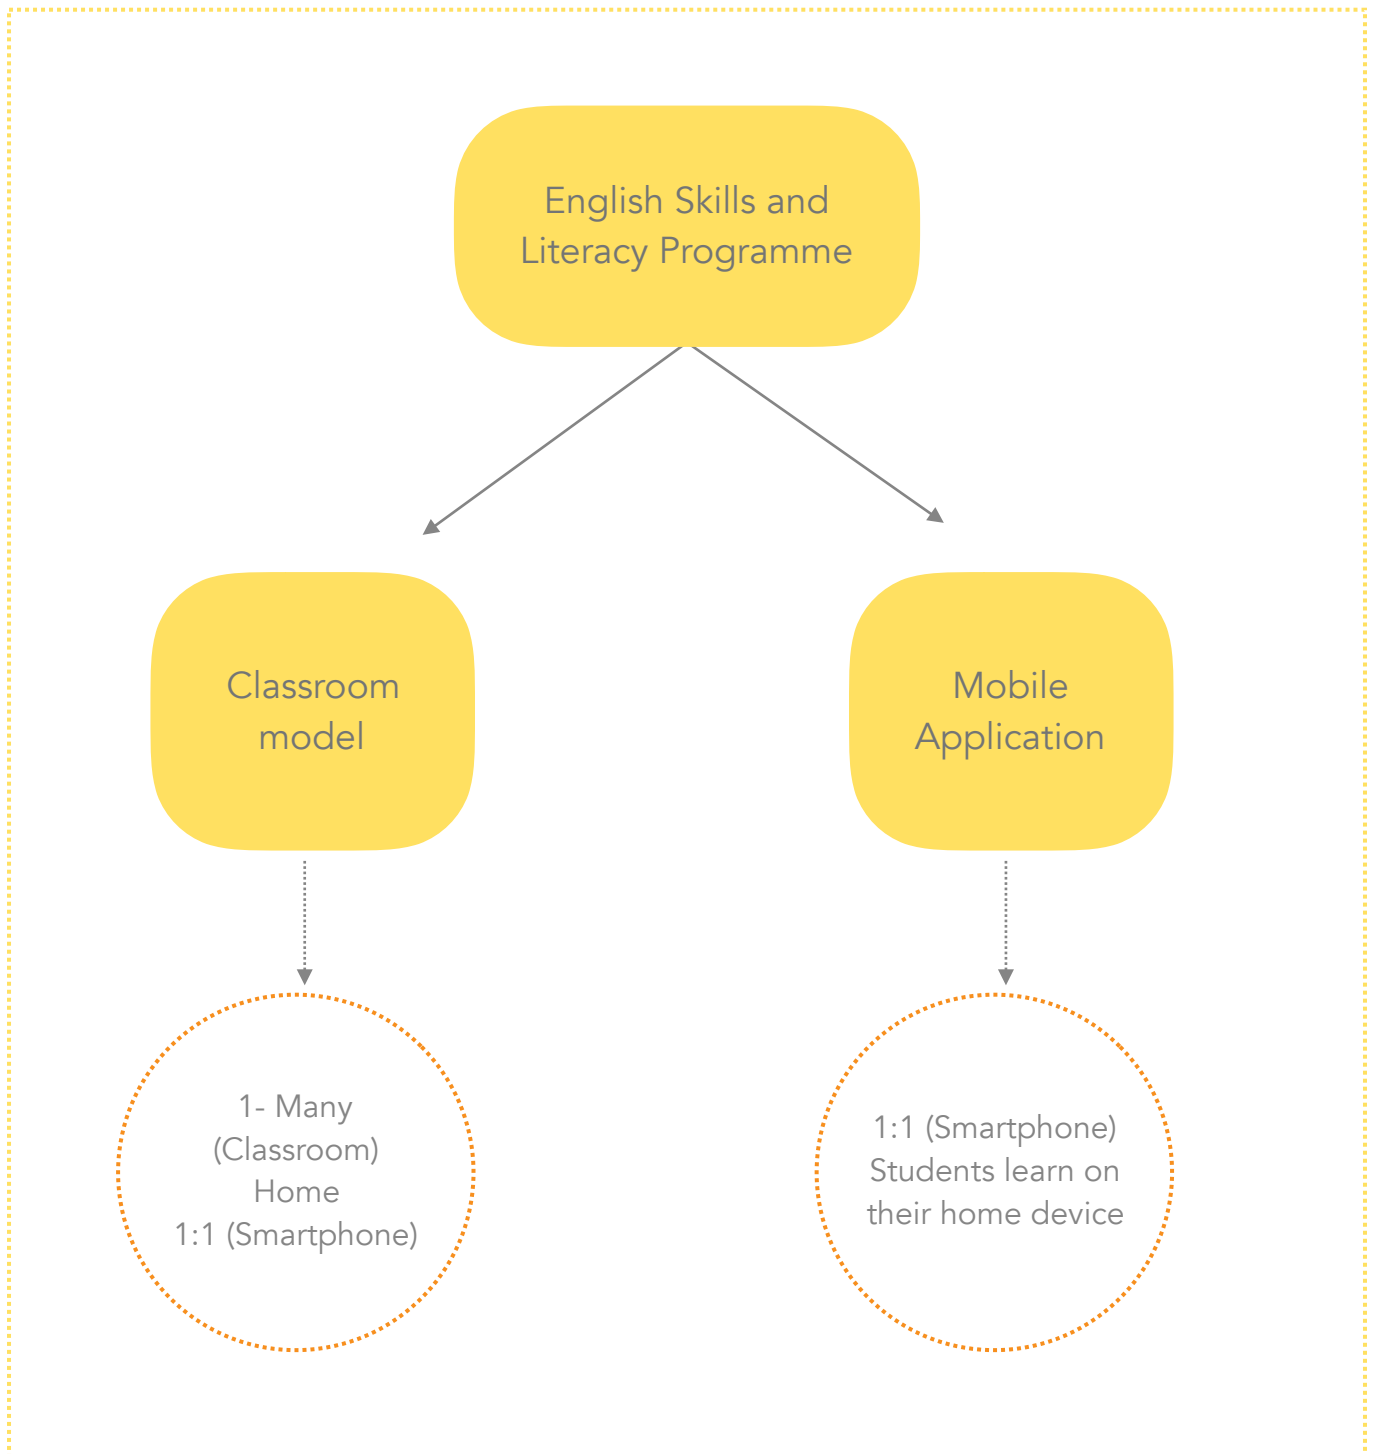 English Skills and
Literacy Programme
Classroom
model
Mobile
Application
1- Many
(Classroom)
Home
1:1 (Smartphone)
1:1 (Smartphone)
Students learn on
their home device